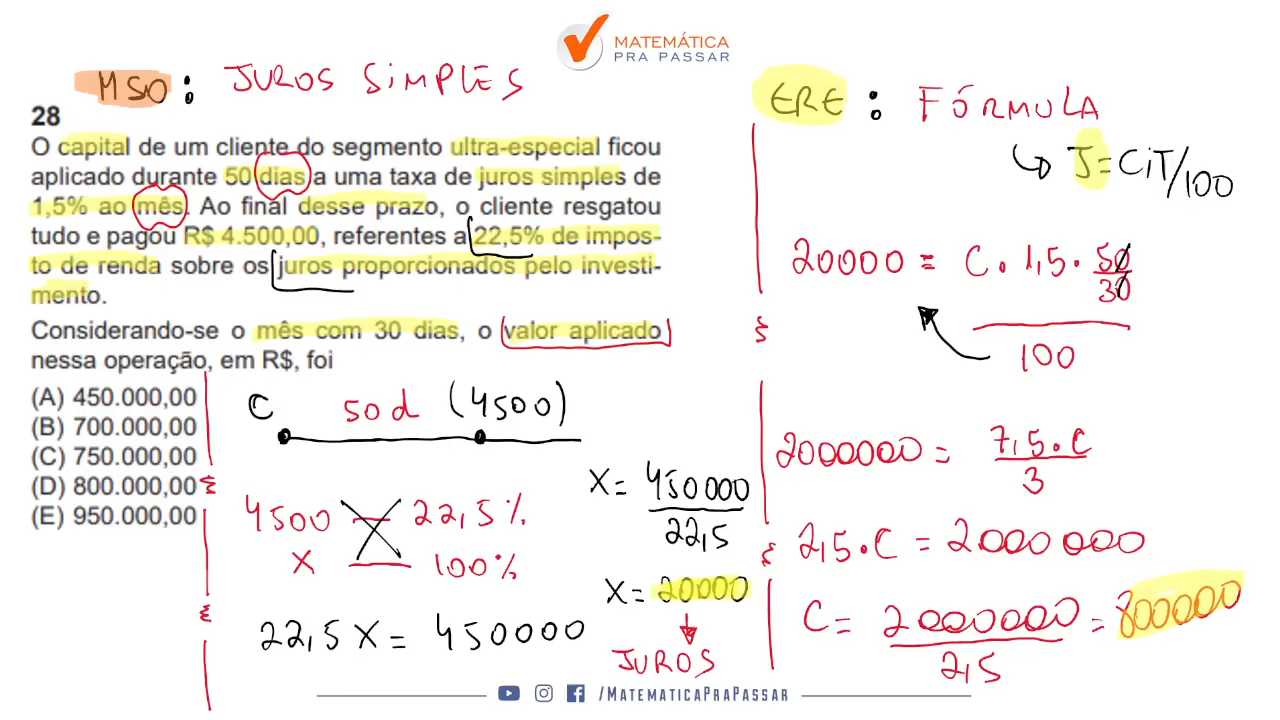 MATEMÁTICA
PRA PASSAR
MSO: JUROS SIMPLES
28
O capital de um cliente do segmento ultra-especial ficou
aplicado durante 50 dias a uma taxa de juros simples de
1,5% ao mês. Ao final desse prazo, o cliente resgatou
tudo e pagou R$ 4.500,00, referentes a 22,5% de impos-
to de renda sobre os juros proporcionados pelo investi-
mento.
Considerando-se o mês com 30 dias, o valor aplicado
nessa operação, em R$, foi
(A) 450.000,00
(B) 700.000,00
(C) 750.000,00
(D) 800.000,00
(E) 950.000,00
C 50d (4500)
4500 22,5%
X 100%
22,5X = 450000
X = 450000
22,5
X = 20000
JUROS
ERE: FÓRMULA
J = CiT/100
20000 = C . 1,5 . 50
30
100
2000000 = 7,5 . C
3
2,5 . C = 2000 000
C = 2000000 = 800000
2,5
/MATEMATICAPRAPASSAR